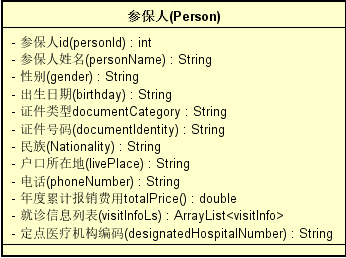 参保人(Person)
- 参保人id(personId) : int
- 参保人姓名(personName) : String
- 性别(gender) : String
- 出生日期(birthday) : String
- 证件类型documentCategory : String
- 证件号码(documentIdentity) : String
- 民族(Nationality) : String
- 户口所在地(livePlace) : String
- 电话(phoneNumber) : String
- 年度累计报销费用totalPrice() : double
- 就诊信息列表(visitInfoLs) : ArrayList<visitInfo>
- 定点医疗机构编码(designatedHospitalNumber) : String